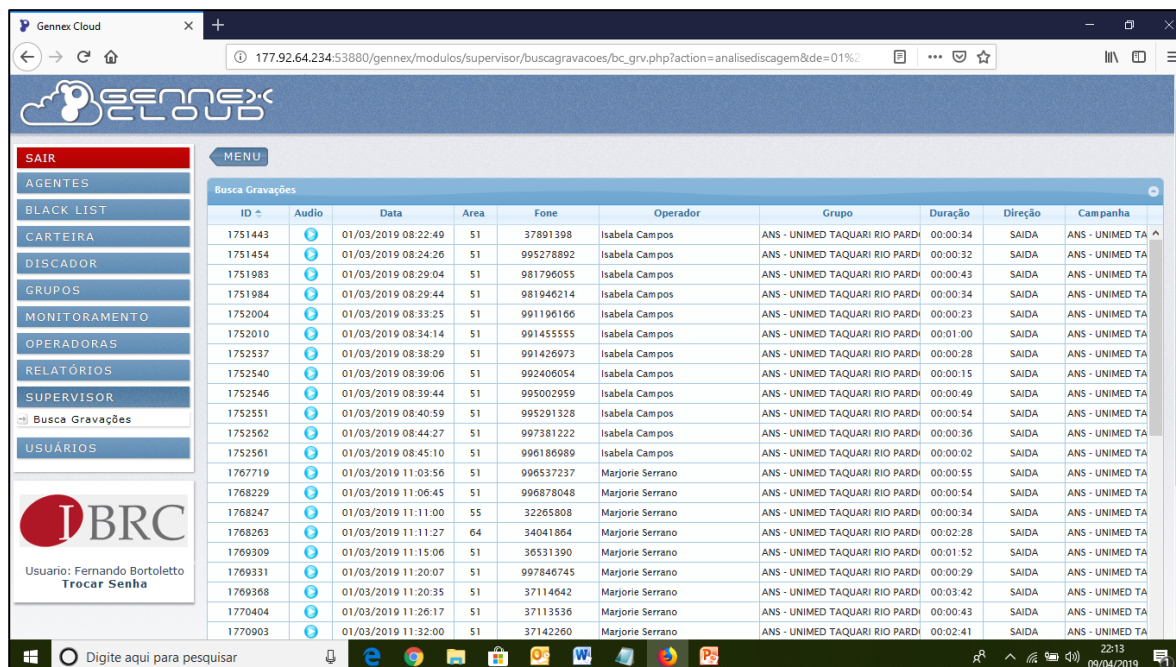 Gennex Cloud
177.92.64.234:53880/gennex/modulos/supervisor/buscagravacoes/bc_grv.php?action=analisediscagem&de=01%2
GENNEX CLOUD
SAIR
AGENTES
BLACK LIST
CARTEIRA
DISCADOR
GRUPOS
MONITORAMENTO
OPERADORAS
RELATÓRIOS
SUPERVISOR
Busca Gravações
USUÁRIOS
IBRC
Usuario: Fernando Bortoletto
Trocar Senha
MENU
Busca Gravações
ID Audio Data Area Fone Operador Grupo Duração Direção Campanha
1751443 01/03/2019 08:22:49 51 37891398 Isabela Campos ANS - UNIMED TAQUARI RIO PARD 00:00:34 SAIDA ANS - UNIMED TA
1751454 01/03/2019 08:24:26 51 995278892 Isabela Campos ANS - UNIMED TAQUARI RIO PARD 00:00:32 SAIDA ANS - UNIMED TA
1751983 01/03/2019 08:29:04 51 981796055 Isabela Campos ANS - UNIMED TAQUARI RIO PARD 00:00:43 SAIDA ANS - UNIMED TA
1751984 01/03/2019 08:29:44 51 981946214 Isabela Campos ANS - UNIMED TAQUARI RIO PARD 00:00:34 SAIDA ANS - UNIMED TA
1752004 01/03/2019 08:33:25 51 991196166 Isabela Campos ANS - UNIMED TAQUARI RIO PARD 00:00:23 SAIDA ANS - UNIMED TA
1752010 01/03/2019 08:34:14 51 991455555 Isabela Campos ANS - UNIMED TAQUARI RIO PARD 00:01:00 SAIDA ANS - UNIMED TA
1752537 01/03/2019 08:38:29 51 991426973 Isabela Campos ANS - UNIMED TAQUARI RIO PARD 00:00:28 SAIDA ANS - UNIMED TA
1752540 01/03/2019 08:39:06 51 992406054 Isabela Campos ANS - UNIMED TAQUARI RIO PARD 00:00:15 SAIDA ANS - UNIMED TA
1752546 01/03/2019 08:39:44 51 995002959 Isabela Campos ANS - UNIMED TAQUARI RIO PARD 00:00:49 SAIDA ANS - UNIMED TA
1752551 01/03/2019 08:40:59 51 995291328 Isabela Campos ANS - UNIMED TAQUARI RIO PARD 00:00:54 SAIDA ANS - UNIMED TA
1752562 01/03/2019 08:44:27 51 997381222 Isabela Campos ANS - UNIMED TAQUARI RIO PARD 00:00:36 SAIDA ANS - UNIMED TA
1752561 01/03/2019 08:45:10 51 996186989 Isabela Campos ANS - UNIMED TAQUARI RIO PARD 00:00:02 SAIDA ANS - UNIMED TA
1767719 01/03/2019 11:03:56 51 996537237 Marjorie Serrano ANS - UNIMED TAQUARI RIO PARD 00:00:55 SAIDA ANS - UNIMED TA
1768229 01/03/2019 11:06:45 51 996878048 Marjorie Serrano ANS - UNIMED TAQUARI RIO PARD 00:00:54 SAIDA ANS - UNIMED TA
1768247 01/03/2019 11:11:00 55 32265808 Marjorie Serrano ANS - UNIMED TAQUARI RIO PARD 00:00:34 SAIDA ANS - UNIMED TA
1768263 01/03/2019 11:11:27 64 34041864 Marjorie Serrano ANS - UNIMED TAQUARI RIO PARD 00:02:28 SAIDA ANS - UNIMED TA
1769309 01/03/2019 11:15:06 51 36531390 Marjorie Serrano ANS - UNIMED TAQUARI RIO PARD 00:01:52 SAIDA ANS - UNIMED TA
1769331 01/03/2019 11:20:07 51 997846745 Marjorie Serrano ANS - UNIMED TAQUARI RIO PARD 00:00:29 SAIDA ANS - UNIMED TA
1769368 01/03/2019 11:20:35 51 37114642 Marjorie Serrano ANS - UNIMED TAQUARI RIO PARD 00:03:42 SAIDA ANS - UNIMED TA
1770404 01/03/2019 11:26:17 51 37113536 Marjorie Serrano ANS - UNIMED TAQUARI RIO PARD 00:00:43 SAIDA ANS - UNIMED TA
1770903 01/03/2019 11:32:00 51 37142260 Marjorie Serrano ANS - UNIMED TAQUARI RIO PARD 00:02:41 SAIDA ANS - UNIMED TA
Digite aqui para pesquisar
22:13
09/04/2019